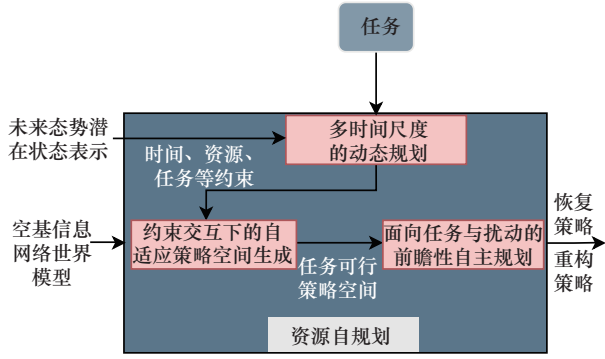 任务
未来态势潜
在状态表示
多时间尺度
的动态规划
时间、资源、
任务等约束
空基信息
网络世界
模型
约束交互下的自
适应策略空间生成
任务可行
策略空间
面向任务与扰动的
前瞻性自主规划
恢复
策略
重构
策略
资源自规划